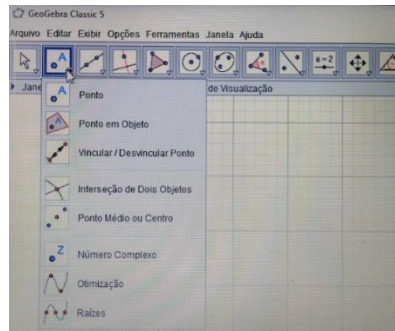 GeoGebra Classic 5
Arquivo Editar Exibir Opções Ferramentas Janela Ajuda
A
a=2
Jane
de Visualização
A Ponto
A Ponto em Objeto
Vincular / Desvincular Ponto
Interseção de Dois Objetos
Ponto Médio ou Centro
Z Número Complexo
Otimização
Raízes